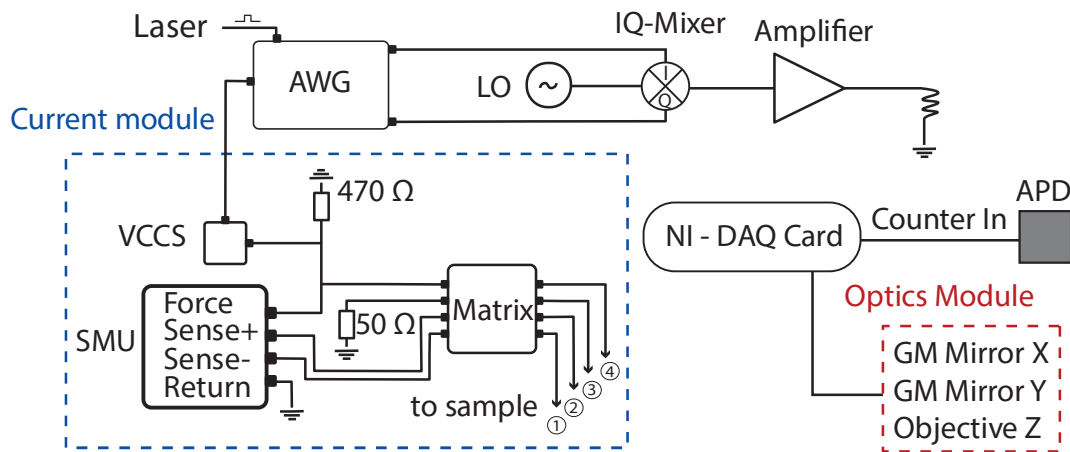 Laser
AWG
LO
IQ-Mixer
I
Q
Amplifier
Current module
470 Ω
VCCS
SMU
Force
Sense+
Sense-
Return
50 Ω
Matrix
to sample
①
②
③
④
NI - DAQ Card
Counter In
APD
Optics Module
GM Mirror X
GM Mirror Y
Objective Z